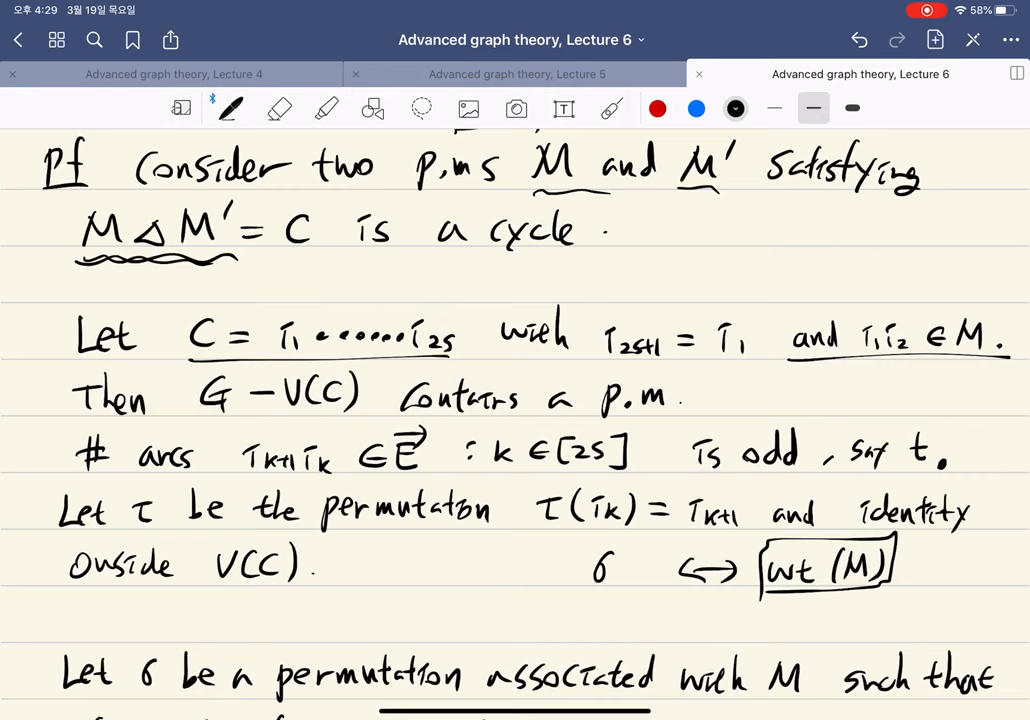 오후 4:29 3월 19일 목요일
58%
Advanced graph theory, Lecture 6
Advanced graph theory, Lecture 4
Advanced graph theory, Lecture 5
Advanced graph theory, Lecture 6
Pf Consider two p.ms M and M' satisfying
M △ M' = C is a cycle.
Let C = i₁ ······· i₂ₛ with i₂ₛ₊₁ = i₁ and i₁i₂ ∈ M.
Then G − V(C) contains a p.m.
# arcs iₖ₊₁iₖ ∈ E⃗ : k ∈ [2s] is odd, say t.
Let τ be the permutation τ(iₖ) = iₖ₊₁ and identity
outside V(C). σ ↔ wt (M)
Let σ be a permutation associated with M such that